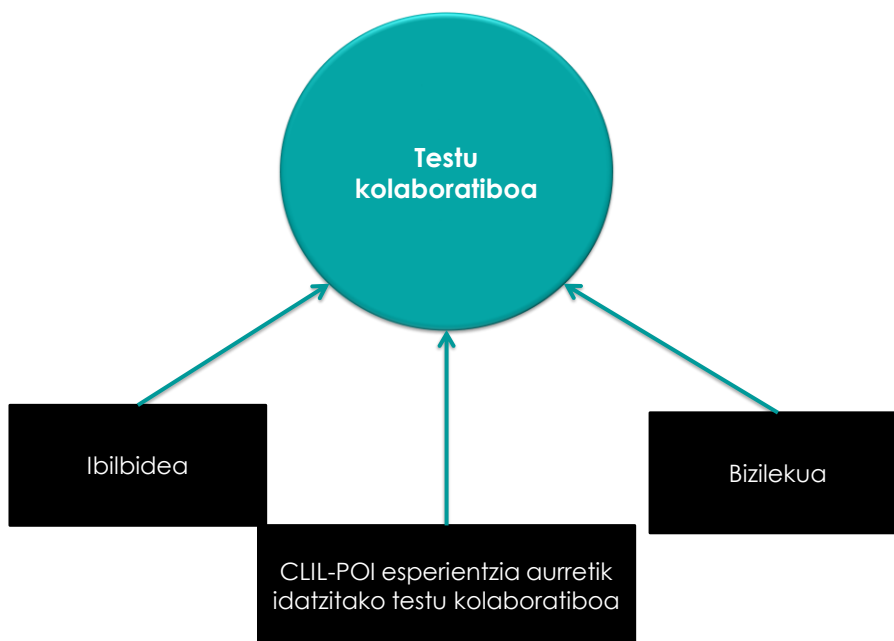 Testu
kolaboratiboa
Ibilbidea
Bizilekua
CLIL-POI esperientzia aurretik
idatzitako testu kolaboratiboa